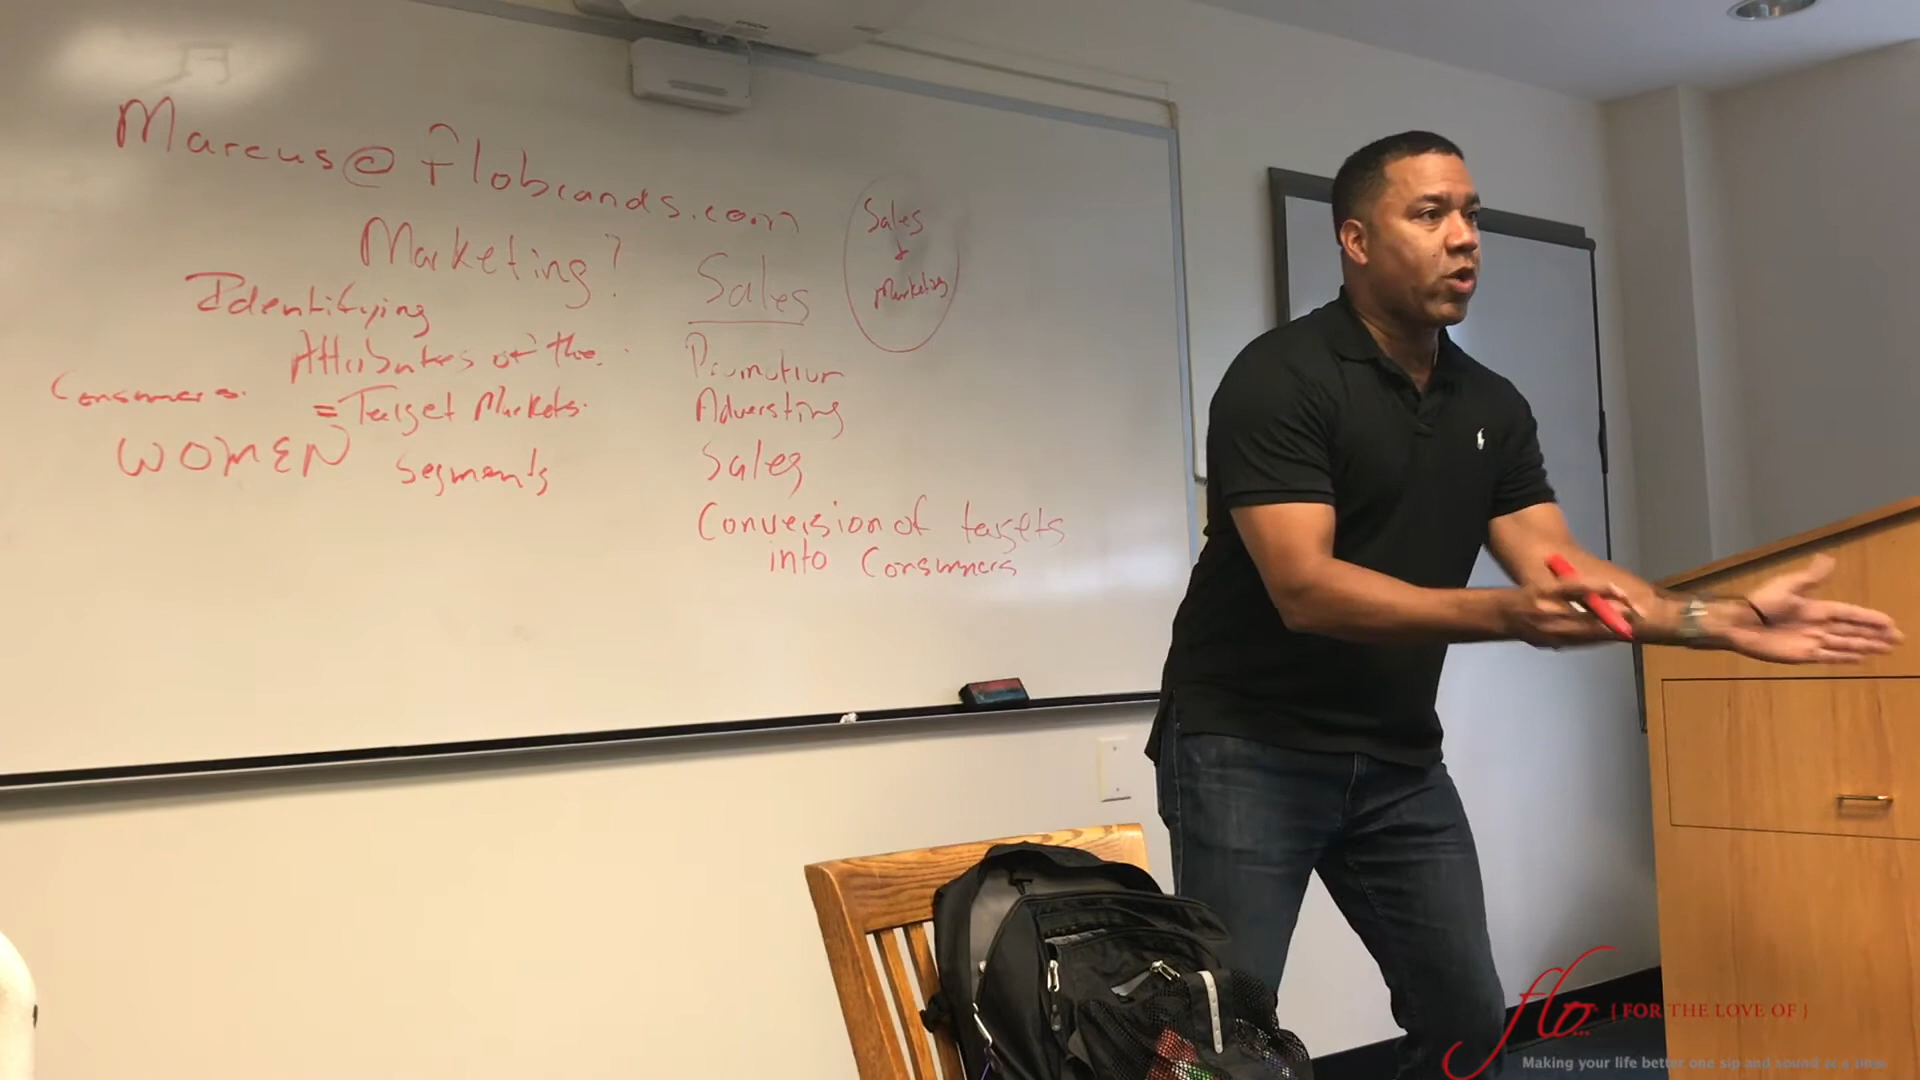 EPSON
Marcus@flobrands.com
Marketing?
Identifying
Attributes of the
Consumers
= Target Markets.
WOMEN
segments
Sales
Promotion
Adversting
Sales
Conversion of targets
into Consumers
Sales
+
Marketing
flo
{ FOR THE LOVE OF }
Making your life better one sip and sound at a time